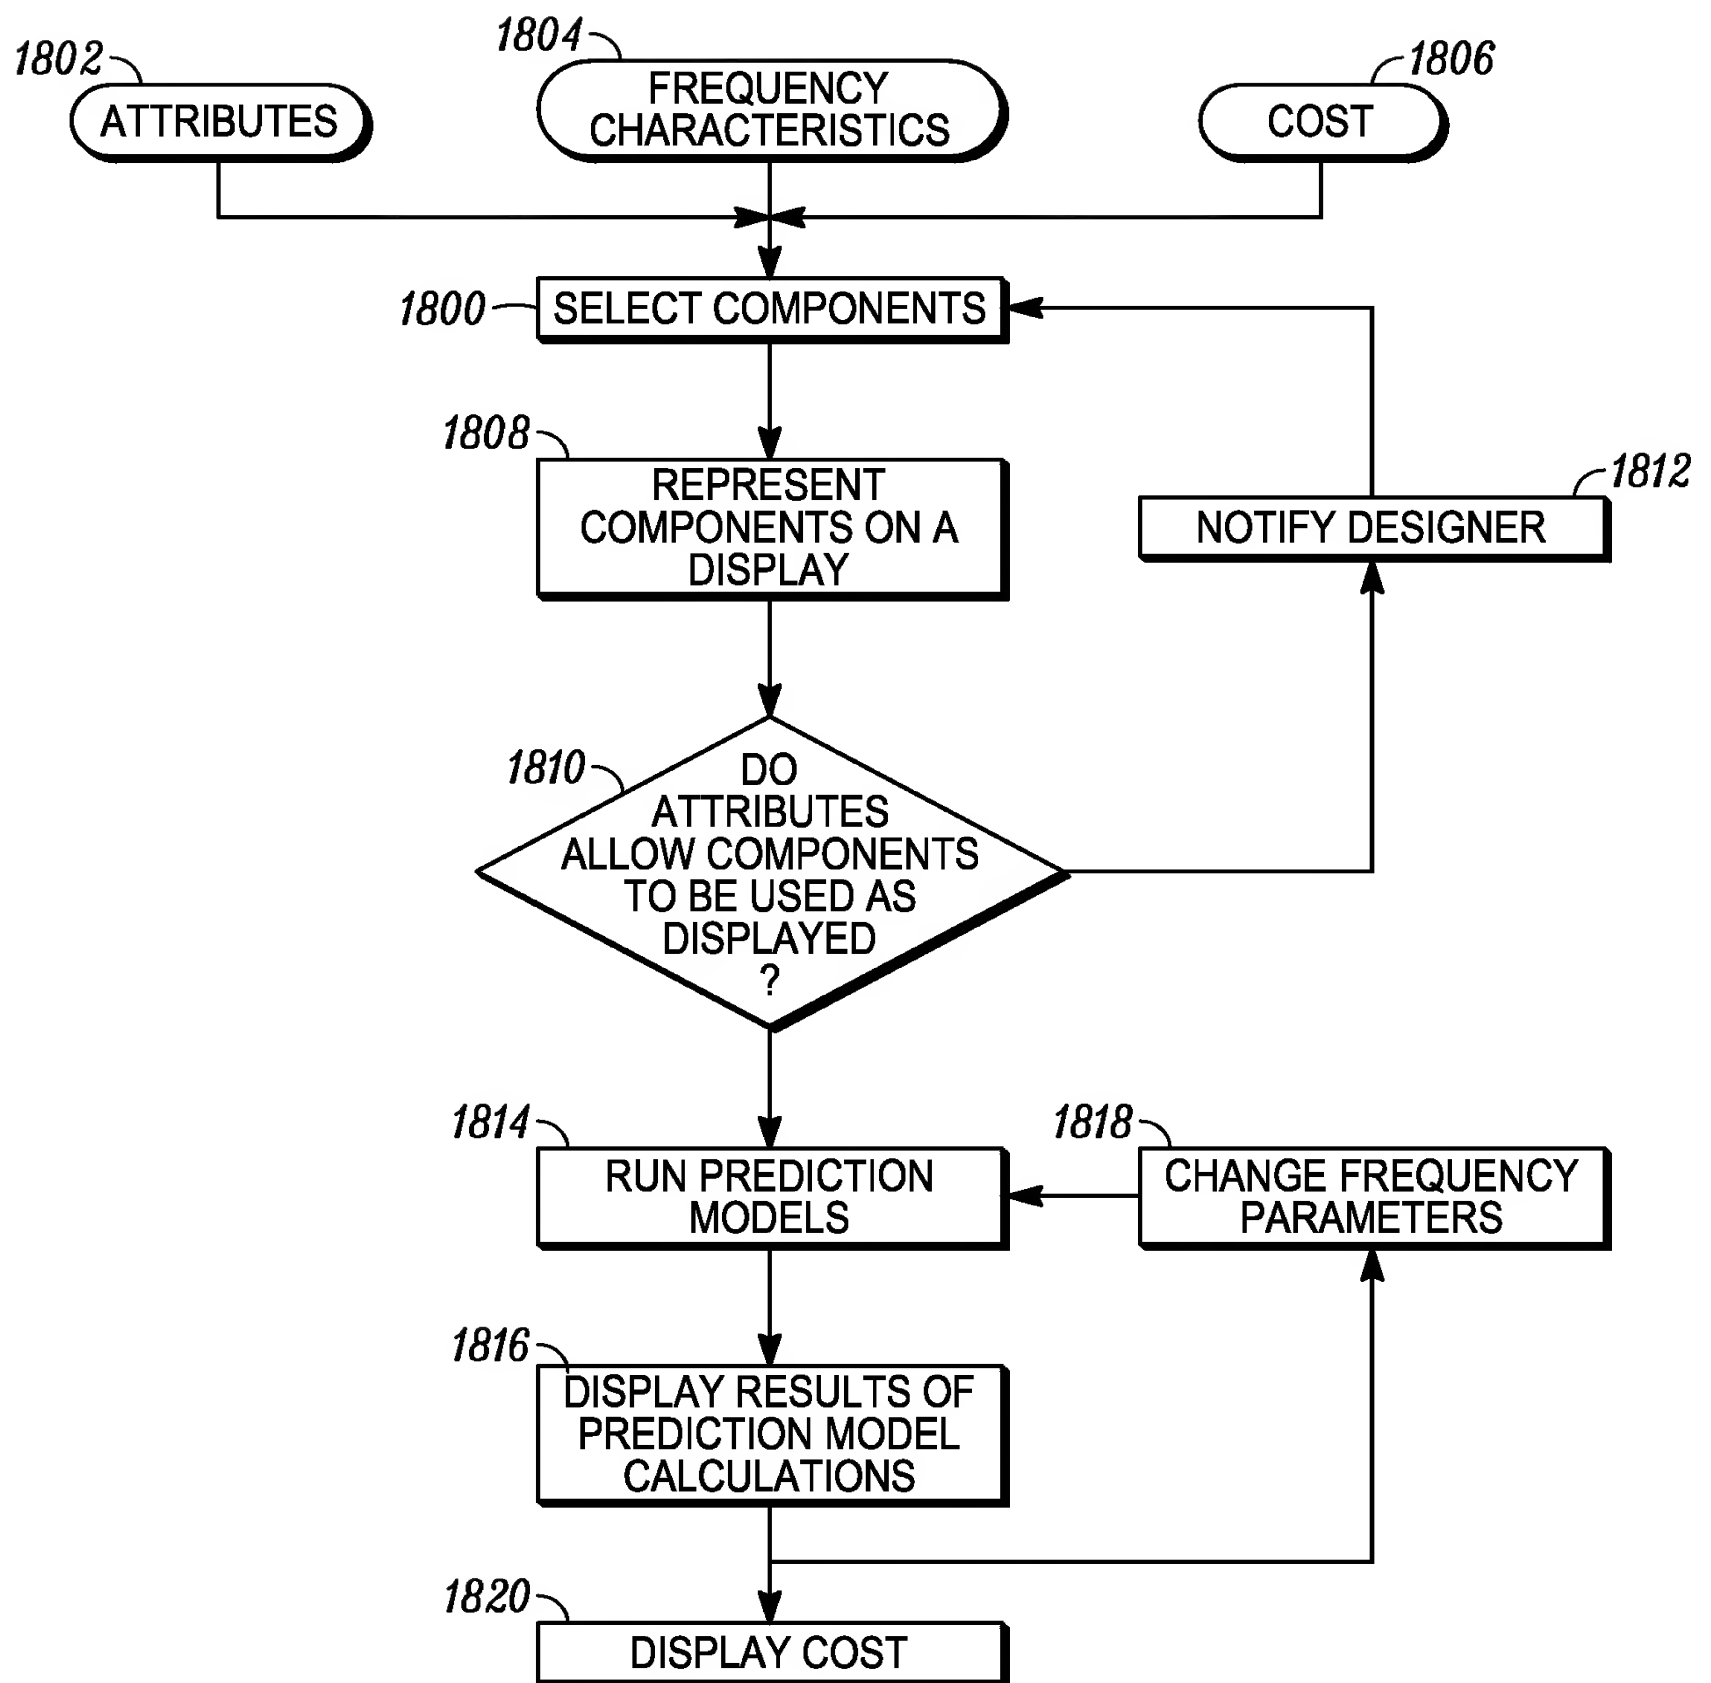 1802
ATTRIBUTES
1804
FREQUENCY
CHARACTERISTICS
1806
COST
1800
SELECT COMPONENTS
1808
REPRESENT
COMPONENTS ON A
DISPLAY
1812
NOTIFY DESIGNER
1810
DO
ATTRIBUTES
ALLOW COMPONENTS
TO BE USED AS
DISPLAYED
?
1814
RUN PREDICTION
MODELS
1818
CHANGE FREQUENCY
PARAMETERS
1816
DISPLAY RESULTS OF
PREDICTION MODEL
CALCULATIONS
1820
DISPLAY COST